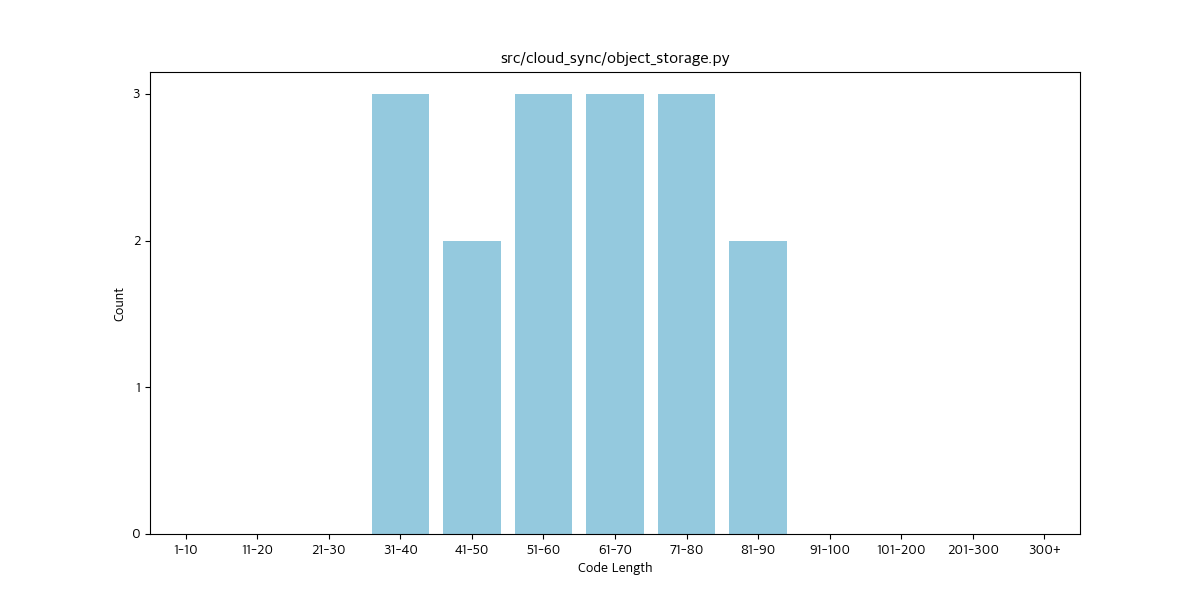 src/cloud_sync/object_storage.py
3
2
1
0
Count
1-10 11-20 21-30 31-40 41-50 51-60 61-70 71-80 81-90 91-100 101-200 201-300 300+
Code Length